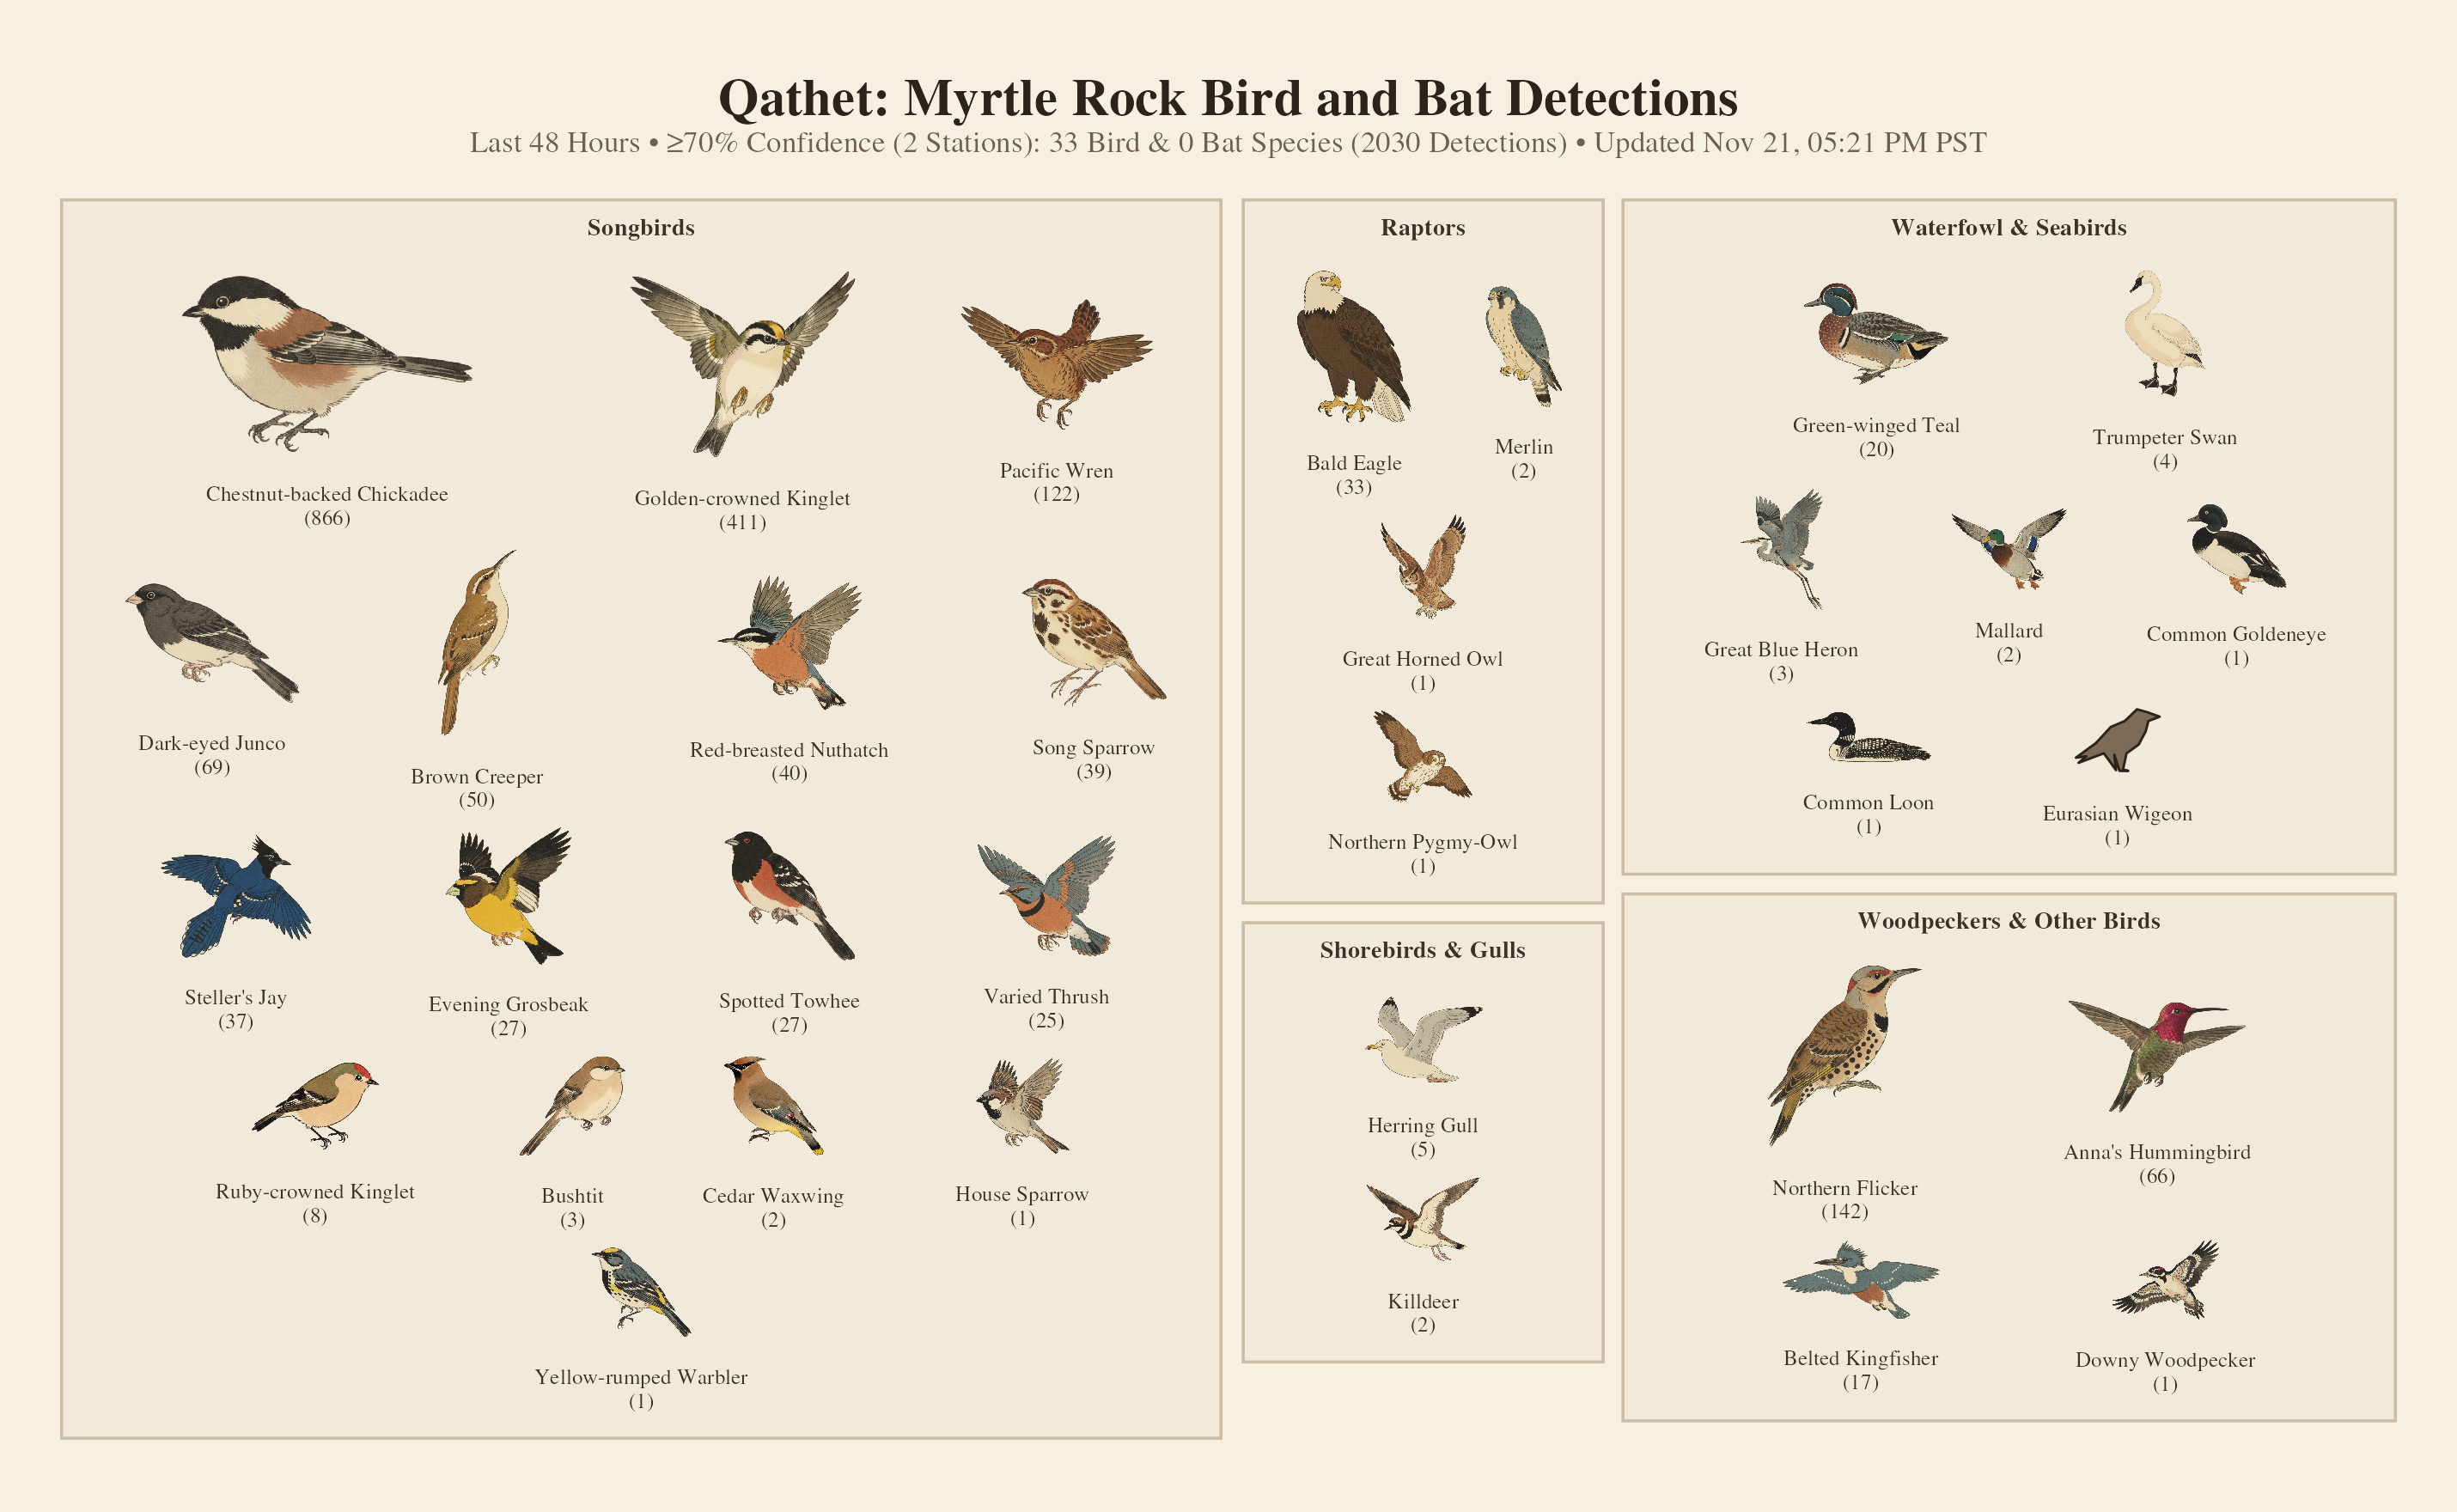 Qathet: Myrtle Rock Bird and Bat Detections
Last 48 Hours • ≥70% Confidence (2 Stations): 33 Bird & 0 Bat Species (2030 Detections) • Updated Nov 21, 05:21 PM PST
Songbirds
Chestnut-backed Chickadee
(866)
Golden-crowned Kinglet
(411)
Pacific Wren
(122)
Dark-eyed Junco
(69)
Brown Creeper
(50)
Red-breasted Nuthatch
(40)
Song Sparrow
(39)
Steller's Jay
(37)
Evening Grosbeak
(27)
Spotted Towhee
(27)
Varied Thrush
(25)
Ruby-crowned Kinglet
(8)
Bushtit
(3)
Cedar Waxwing
(2)
House Sparrow
(1)
Yellow-rumped Warbler
(1)
Raptors
Bald Eagle
(33)
Merlin
(2)
Great Horned Owl
(1)
Northern Pygmy-Owl
(1)
Shorebirds & Gulls
Herring Gull
(5)
Killdeer
(2)
Waterfowl & Seabirds
Green-winged Teal
(20)
Trumpeter Swan
(4)
Great Blue Heron
(3)
Mallard
(2)
Common Goldeneye
(1)
Common Loon
(1)
Eurasian Wigeon
(1)
Woodpeckers & Other Birds
Northern Flicker
(142)
Anna's Hummingbird
(66)
Belted Kingfisher
(17)
Downy Woodpecker
(1)